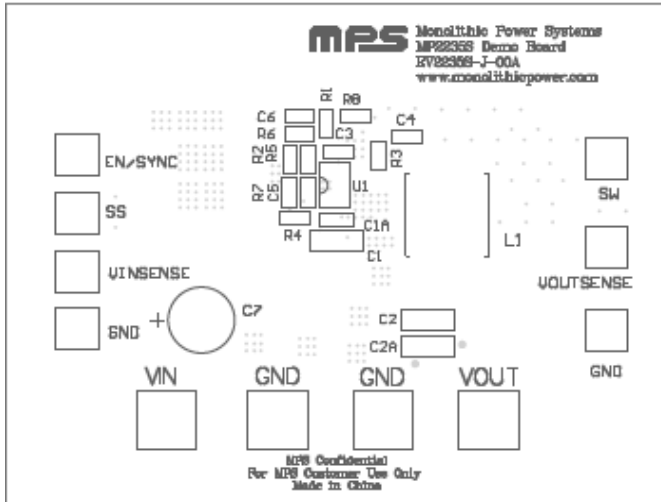 mps Monolithic Power Systems
MP2235S Demo Board
EV2235S-J-00A
www.monolithicpower.com
R1
R8
C6
R6
C3
C4
R2
R5
R3
EN/SYNC
U1
R7
C5
SW
SS
R4
C1A
C1
L1
VINSENSE
VOUTSENSE
+
C7
C2
GND
C2A
GND
VIN
GND
GND
VOUT
MPS Confidential
For MPS Customer Use Only
Made in China